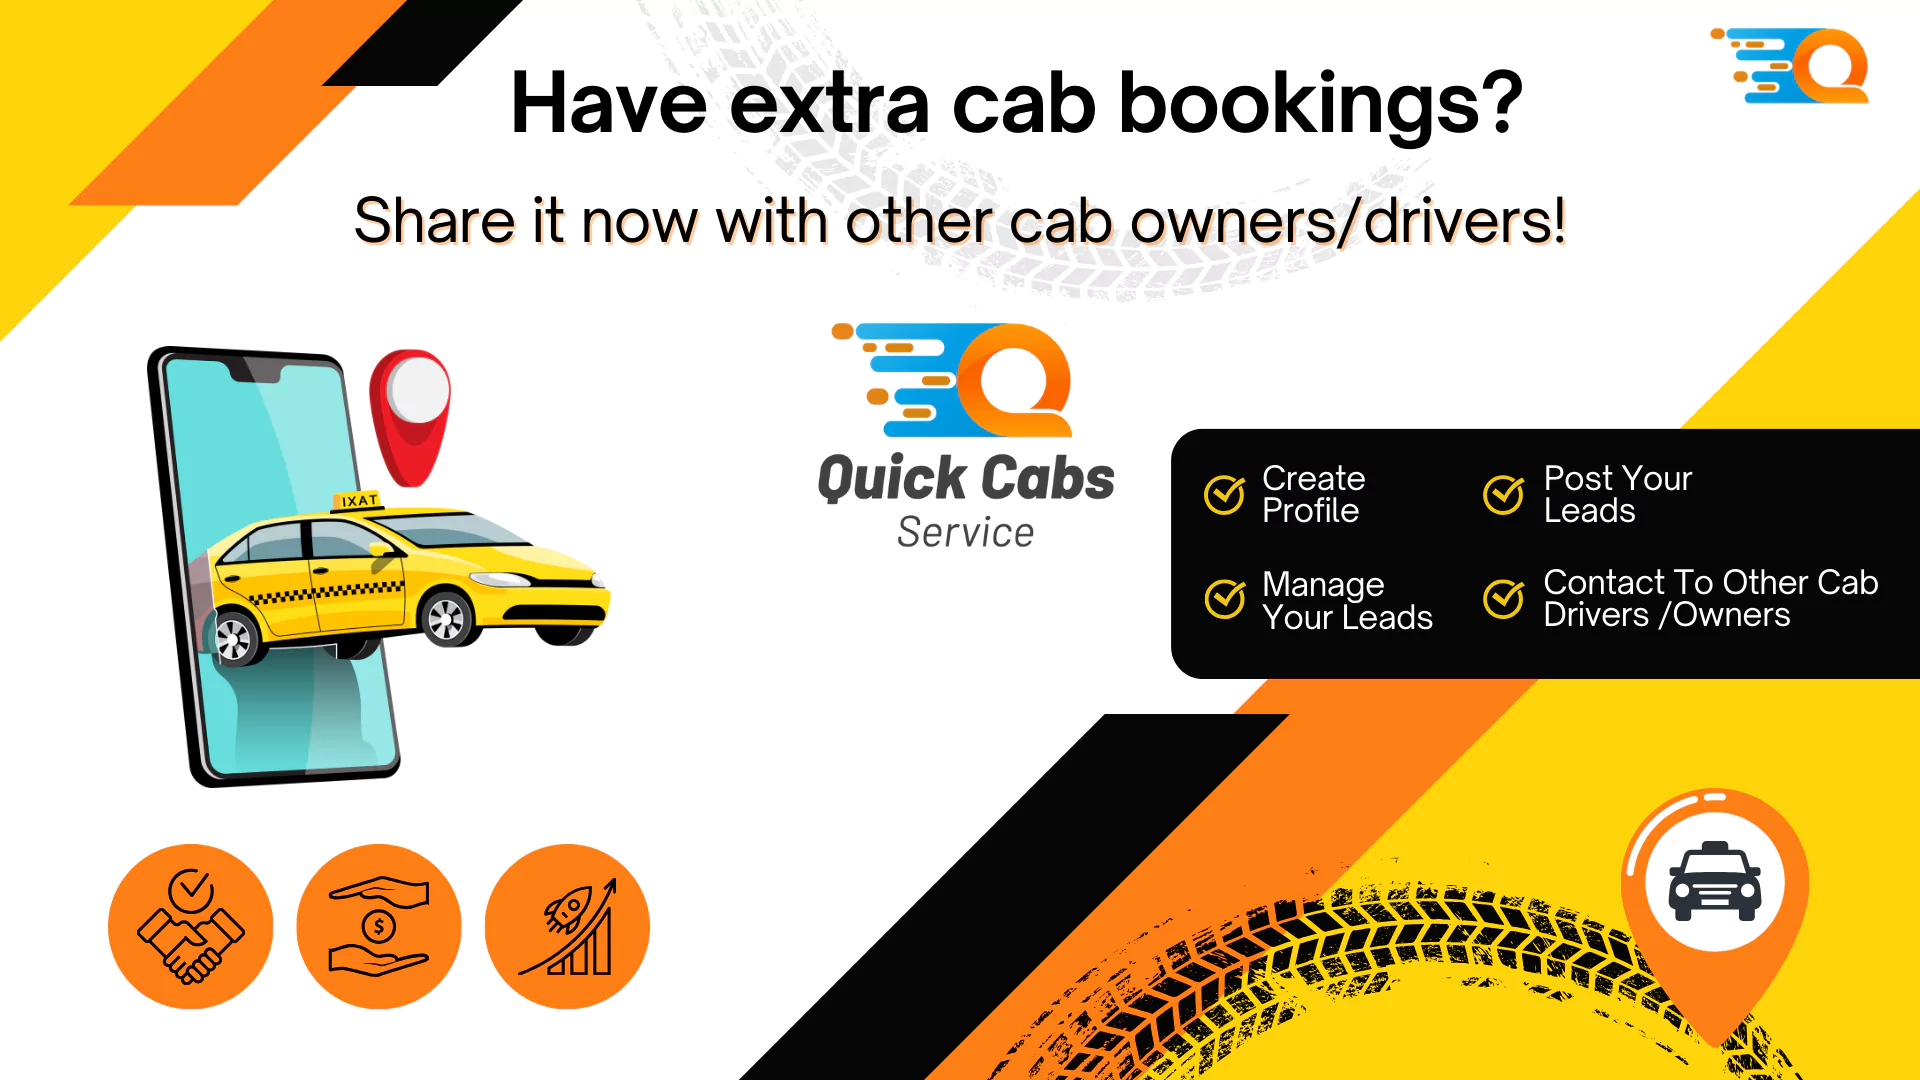 Have extra cab bookings?
Share it now with other cab owners/drivers!
IXAT
Quick Cabs
Service
Create
Profile
Post Your
Leads
Manage
Your Leads
Contact To Other Cab
Drivers /Owners
$